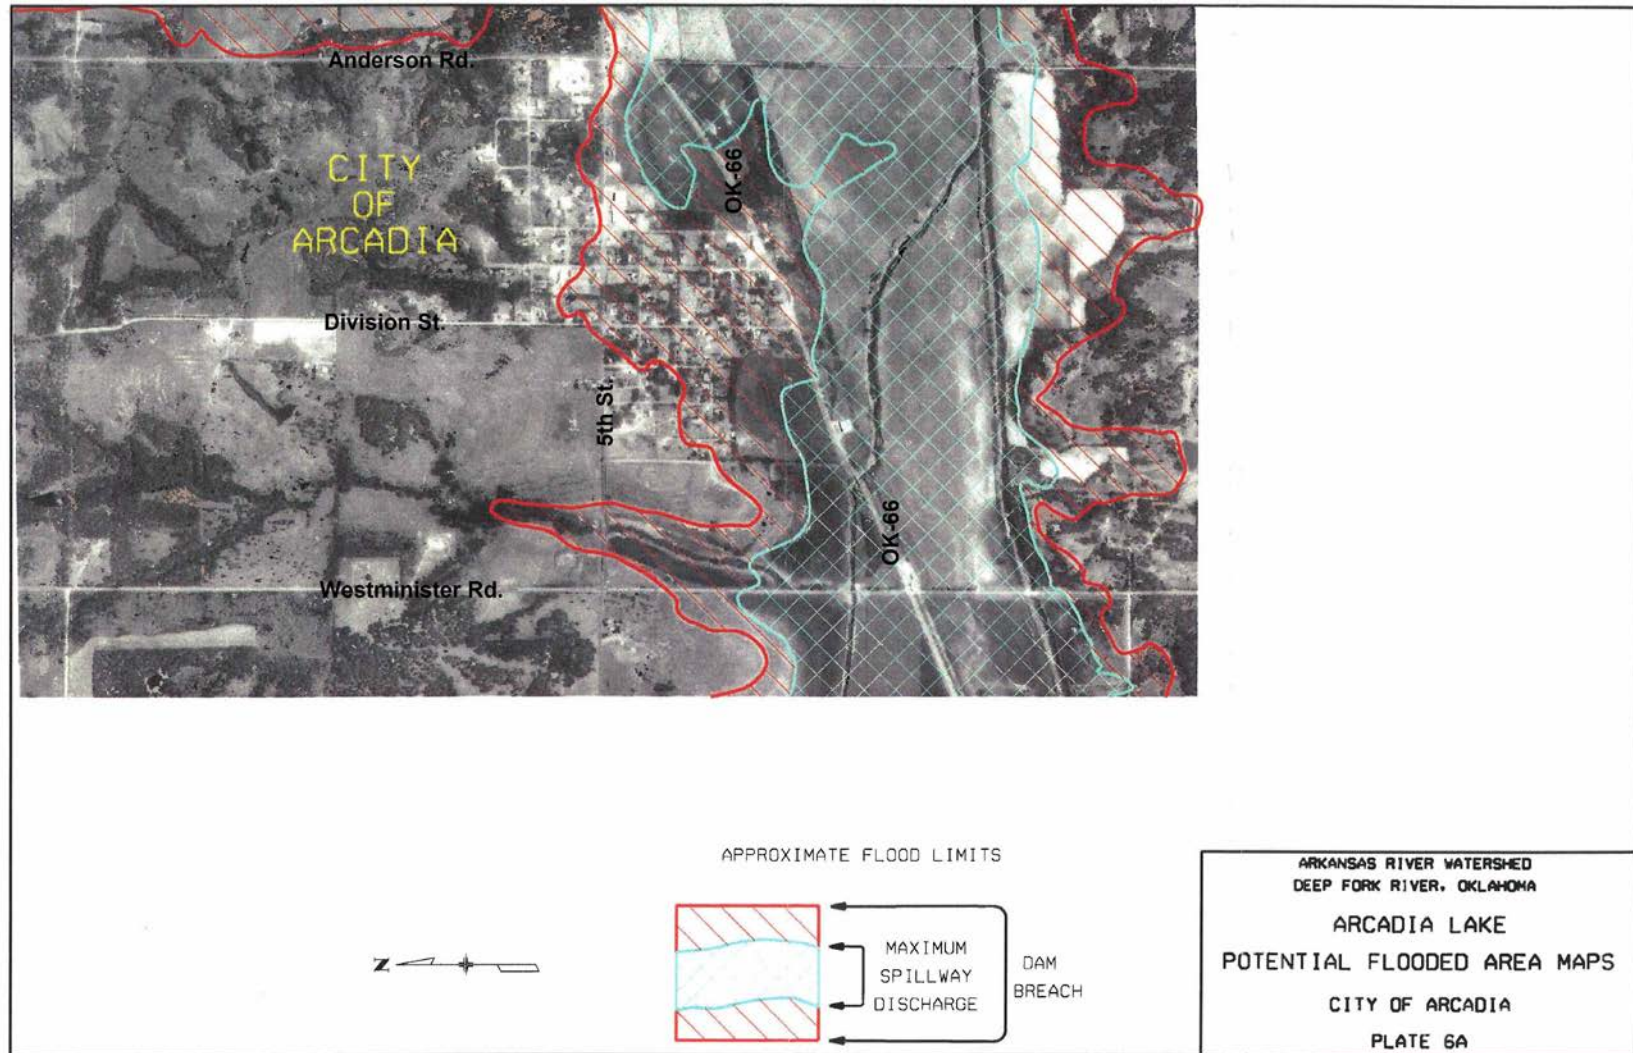 Anderson Rd.
CITY
OF
ARCADIA
OK-66
Division St.
5th St.
OK-66
Westminister Rd.
APPROXIMATE FLOOD LIMITS
MAXIMUM
SPILLWAY
DISCHARGE
DAM
BREACH
N
ARKANSAS RIVER WATERSHED
DEEP FORK RIVER, OKLAHOMA
ARCADIA LAKE
POTENTIAL FLOODED AREA MAPS
CITY OF ARCADIA
PLATE 6A